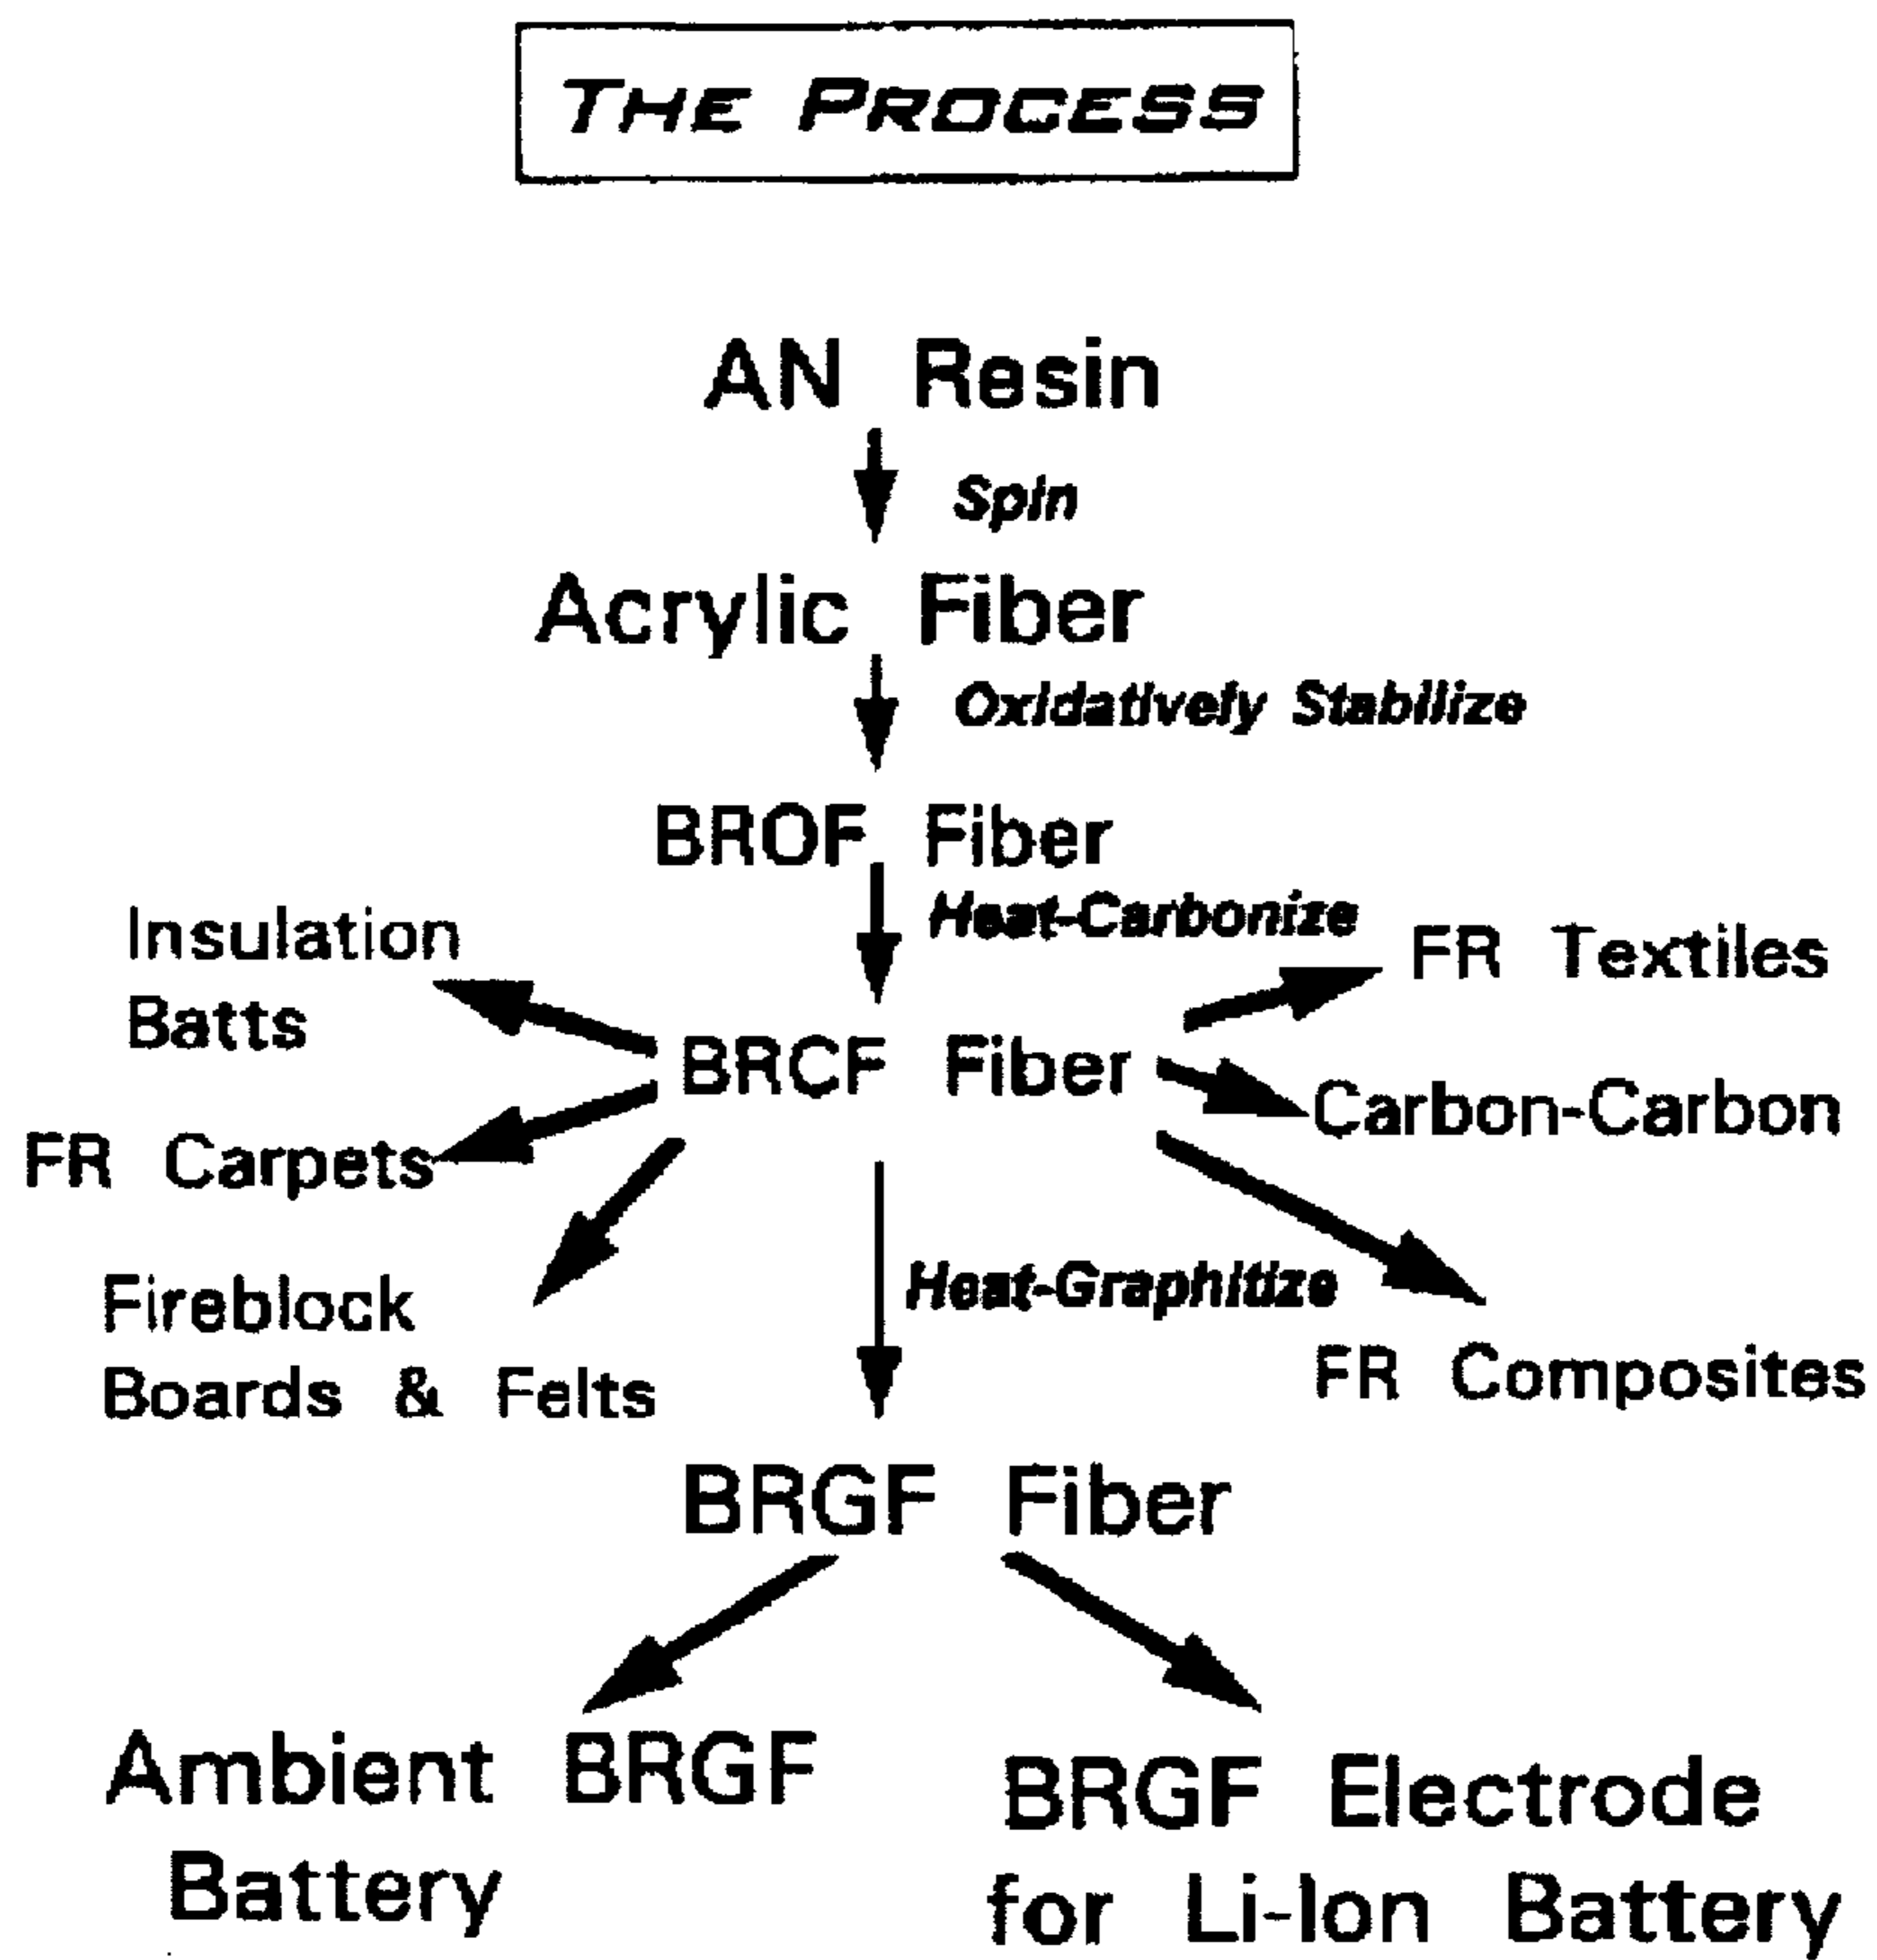 THE PROCESS
AN Resin
Spin
Acrylic Fiber
Oxidatively Stabilize
BROF Fiber
Heat-Carbonize
Insulation
Batts
FR Textiles
BRCF Fiber
Carbon-Carbon
FR Carpets
Heat-Graphitize
Fireblock
Boards & Felts
FR Composites
BRGF Fiber
Ambient BRGF
Battery
BRGF Electrode
for Li-Ion Battery